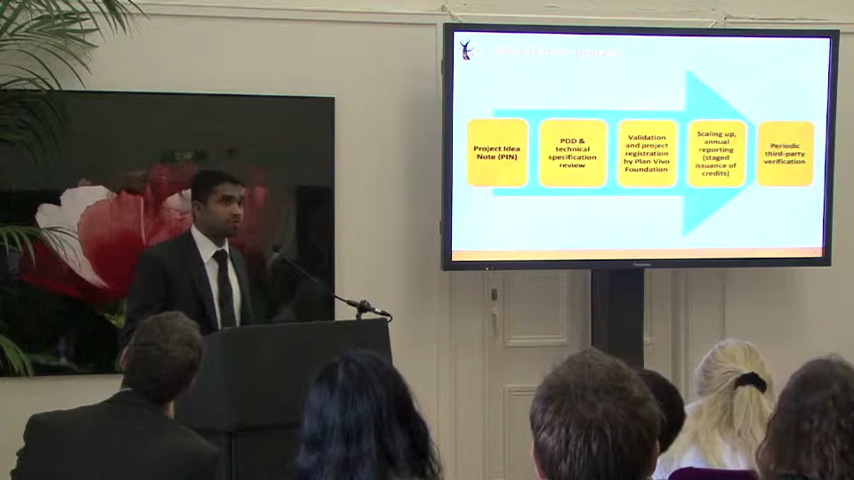 Project Idea
Note (PIN)
PDD &
technical
specification
review
Validation
and project
registration
by Plan Vivo
Foundation
Scaling up,
annual
reporting
(staged
issuance of
credits)
Periodic
third-party
verification